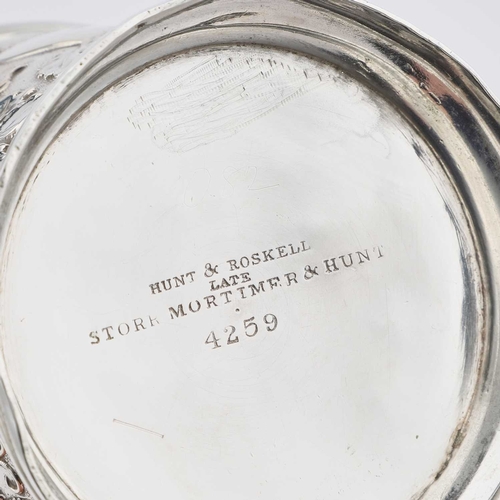 HUNT & ROSKELL
LATE
STORR MORTIMER & HUNT
4259